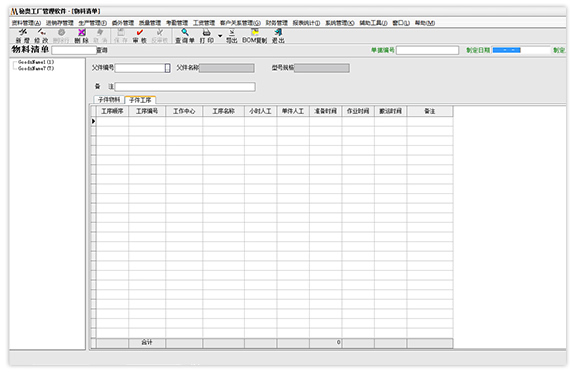 脸贵工厂管理软件 - [物料清单]
资料管理(A) 进销存管理 生产管理(F) 委外管理 质量管理 考勤管理 工资管理 客户关系管理(G) 财务管理 报表统计(I) 系统管理(K) 辅助工具(J) 窗口(L) 帮助(M)
新 增 修 改 删除行 删 除 取 消 保 存 审 核 反审核 查询单 打 印 导出 BOM复制 退 出
物料清单 查询 单据编号 制定日期 - - 制定
GoodsName1(1)
GoodsName7(7)
父件编号 父件名称 型号规格
备 注
子件物料 子件工序
工序顺序 工序编号 工作中心 工序名称 小时人工 单件人工 准备时间 作业时间 搬运时间 备注
合计 0